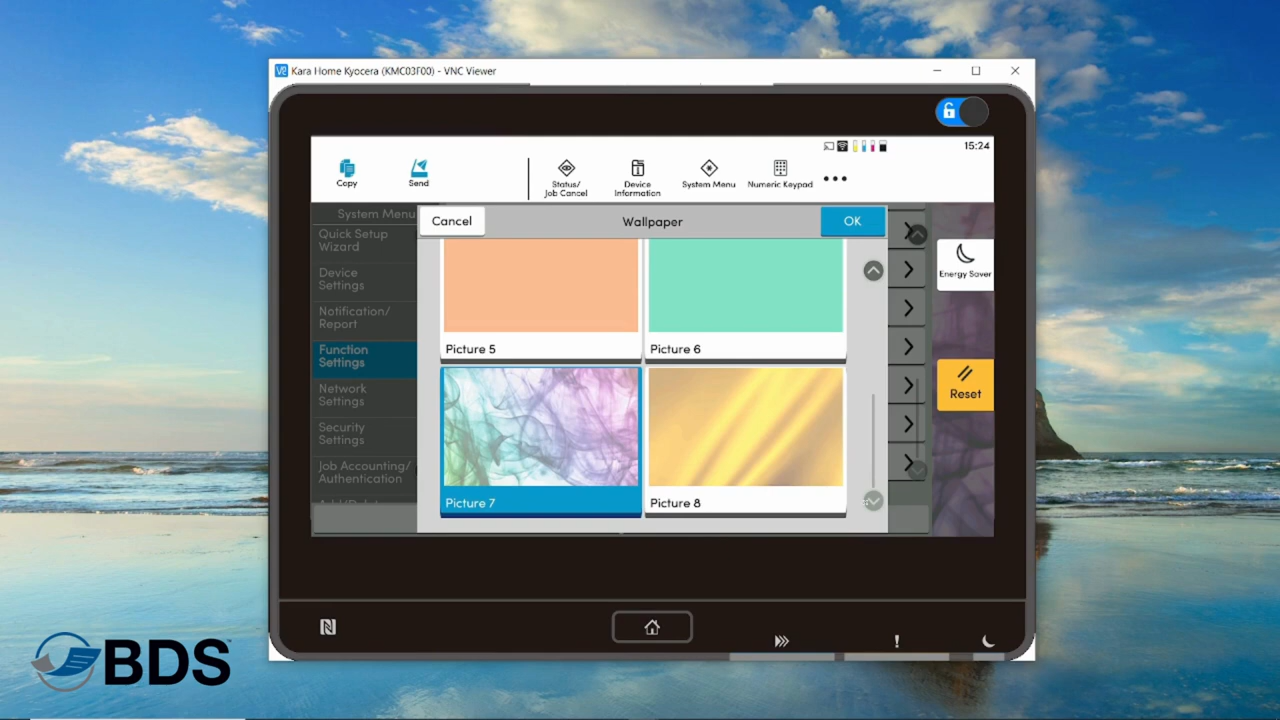 Kara Home Kyocera (KMC03F00) - VNC Viewer
15:24
Copy
Send
Status/
Job Cancel
Device
Information
System Menu
Numeric Keypad
System Menu
Cancel
Wallpaper
OK
Quick Setup
Wizard
Device
Settings
Notification/
Report
Function
Settings
Network
Settings
Security
Settings
Job Accounting/
Authentication
Picture 5
Picture 6
Picture 7
Picture 8
Energy Saver
Reset
BDS